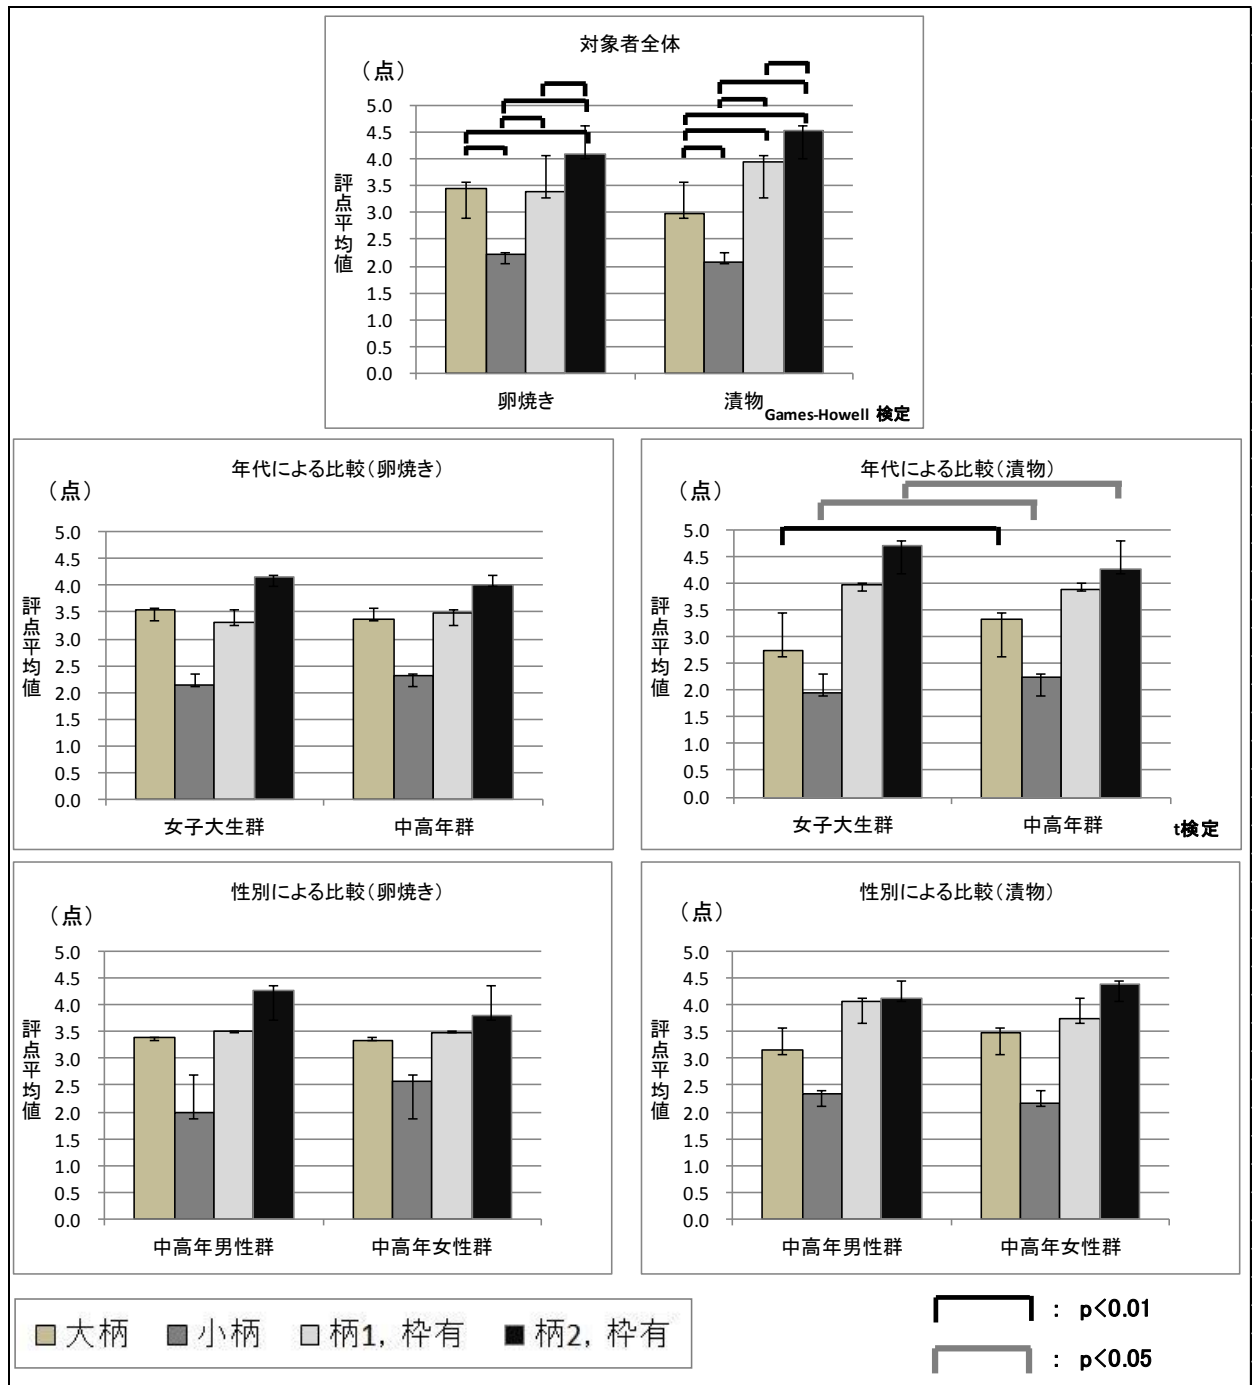 対象者全体
（点）
評点平均値
5.0
4.5
4.0
3.5
3.0
2.5
2.0
1.5
1.0
0.5
0.0
卵焼き 漬物
Games-Howell 検定
年代による比較（卵焼き）
（点）
評点平均値
5.0
4.5
4.0
3.5
3.0
2.5
2.0
1.5
1.0
0.5
0.0
女子大生群 中高年群
年代による比較（漬物）
（点）
評点平均値
5.0
4.5
4.0
3.5
3.0
2.5
2.0
1.5
1.0
0.5
0.0
女子大生群 中高年群
t検定
性別による比較（卵焼き）
（点）
評点平均値
5.0
4.5
4.0
3.5
3.0
2.5
2.0
1.5
1.0
0.5
0.0
中高年男性群 中高年女性群
性別による比較（漬物）
（点）
評点平均値
5.0
4.5
4.0
3.5
3.0
2.5
2.0
1.5
1.0
0.5
0.0
中高年男性群 中高年女性群
大柄 小柄 柄1，枠有 柄2，枠有
： p<0.01
： p<0.05